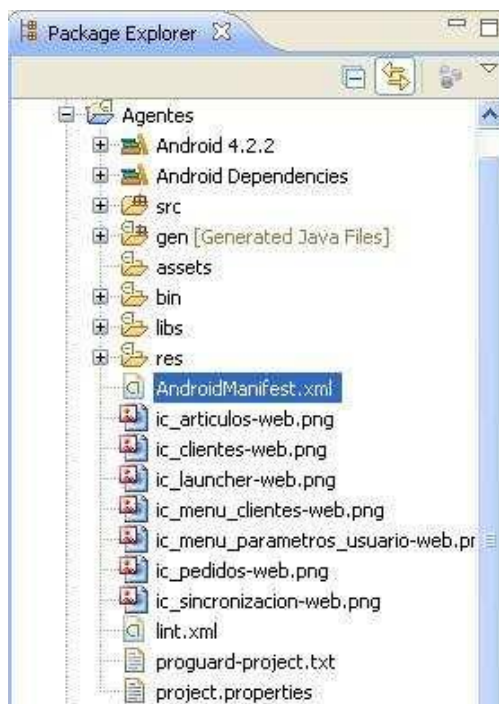 Package Explorer
Agentes
Android 4.2.2
Android Dependencies
src
gen [Generated Java Files]
assets
bin
libs
res
AndroidManifest.xml
ic_articulos-web.png
ic_clientes-web.png
ic_launcher-web.png
ic_menu_clientes-web.png
ic_menu_parametros_usuario-web.pr
ic_pedidos-web.png
ic_sincronizacion-web.png
lint.xml
proguard-project.txt
project.properties